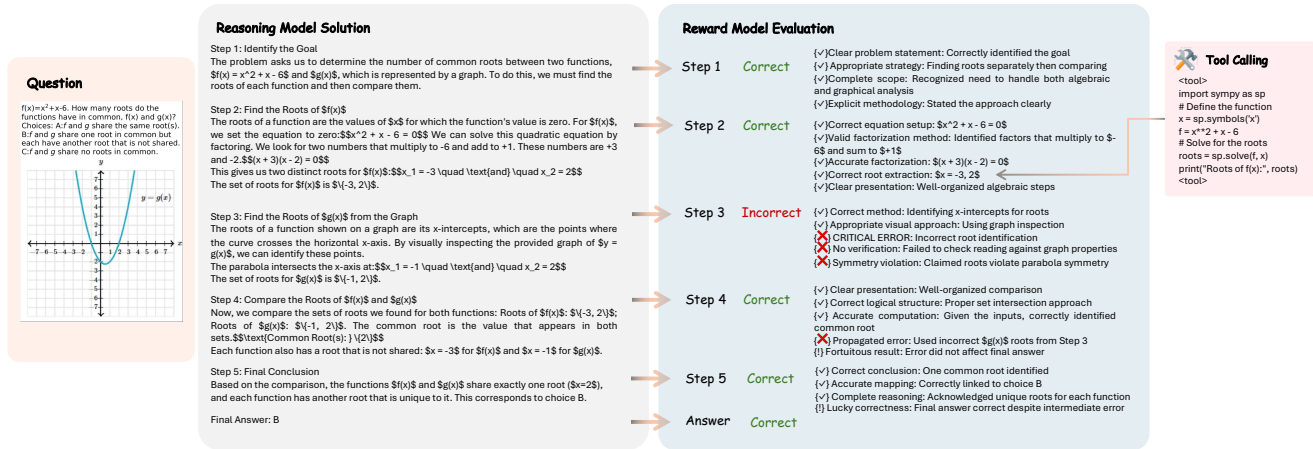 Question
f(x)=x²+x-6. How many roots do the
functions have in common, f(x) and g(x)?
Choices: A:f and g share the same root(s).
B:f and g share one root in common but
each have another root that is not shared.
C:f and g share no roots in common.
y
y = g(x)
x
Reasoning Model Solution
Step 1: Identify the Goal
The problem asks us to determine the number of common roots between two functions,
$f(x) = x^2 + x - 6$ and $g(x)$, which is represented by a graph. To do this, we must find the
roots of each function and then compare them.
Step 2: Find the Roots of $f(x)$
The roots of a function are the values of $x$ for which the function's value is zero. For $f(x)$,
we set the equation to zero:$$x^2 + x - 6 = 0$$ We can solve this quadratic equation by
factoring. We look for two numbers that multiply to -6 and add to +1. These numbers are +3
and -2.$$(x + 3)(x - 2) = 0$$
This gives us two distinct roots for $f(x)$:$$x_1 = -3 \quad \text{and} \quad x_2 = 2$$
The set of roots for $f(x)$ is $\{-3, 2\}$.
Step 3: Find the Roots of $g(x)$ from the Graph
The roots of a function shown on a graph are its x-intercepts, which are the points where
the curve crosses the horizontal x-axis. By visually inspecting the provided graph of $y =
g(x)$, we can identify these points.
The parabola intersects the x-axis at:$$x_1 = -1 \quad \text{and} \quad x_2 = 2$$
The set of roots for $g(x)$ is $\{-1, 2\}$.
Step 4: Compare the Roots of $f(x)$ and $g(x)$
Now, we compare the sets of roots we found for both functions: Roots of $f(x)$: $\{-3, 2\}$;
Roots of $g(x)$: $\{-1, 2\}$. The common root is the value that appears in both
sets.$$\text{Common Root(s): } \{2\}$$
Each function also has a root that is not shared: $x = -3$ for $f(x)$ and $x = -1$ for $g(x)$.
Step 5: Final Conclusion
Based on the comparison, the functions $f(x)$ and $g(x)$ share exactly one root ($x=2$),
and each function has another root that is unique to it. This corresponds to choice B.
Final Answer: B
Reward Model Evaluation
Step 1 Correct
{✓}Clear problem statement: Correctly identified the goal
{✓} Appropriate strategy: Finding roots separately then comparing
{✓}Complete scope: Recognized need to handle both algebraic
and graphical analysis
{✓}Explicit methodology: Stated the approach clearly
Step 2 Correct
{✓}Correct equation setup: $x^2 + x - 6 = 0$
{✓}Valid factorization method: Identified factors that multiply to $-
6$ and sum to $+1$
{✓}Accurate factorization: $(x + 3)(x - 2) = 0$
{✓}Correct root extraction: $x = -3, 2$
{✓}Clear presentation: Well-organized algebraic steps
Step 3 Incorrect
{✓} Correct method: Identifying x-intercepts for roots
{✓} Appropriate visual approach: Using graph inspection
{❌} CRITICAL ERROR: Incorrect root identification
{❌} No verification: Failed to check reading against graph properties
{❌} Symmetry violation: Claimed roots violate parabola symmetry
Step 4 Correct
{✓} Clear presentation: Well-organized comparison
{✓} Correct logical structure: Proper set intersection approach
{✓} Accurate computation: Given the inputs, correctly identified
common root
{❌} Propagated error: Used incorrect $g(x)$ roots from Step 3
{!} Fortuitous result: Error did not affect final answer
Step 5 Correct
{✓} Correct conclusion: One common root identified
{✓} Accurate mapping: Correctly linked to choice B
{✓} Complete reasoning: Acknowledged unique roots for each function
{!} Lucky correctness: Final answer correct despite intermediate error
Answer Correct
Tool Calling
<tool>
import sympy as sp
# Define the function
x = sp.symbols('x')
f = x**2 + x - 6
# Solve for the roots
roots = sp.solve(f, x)
print("Roots of f(x):", roots)
<tool>